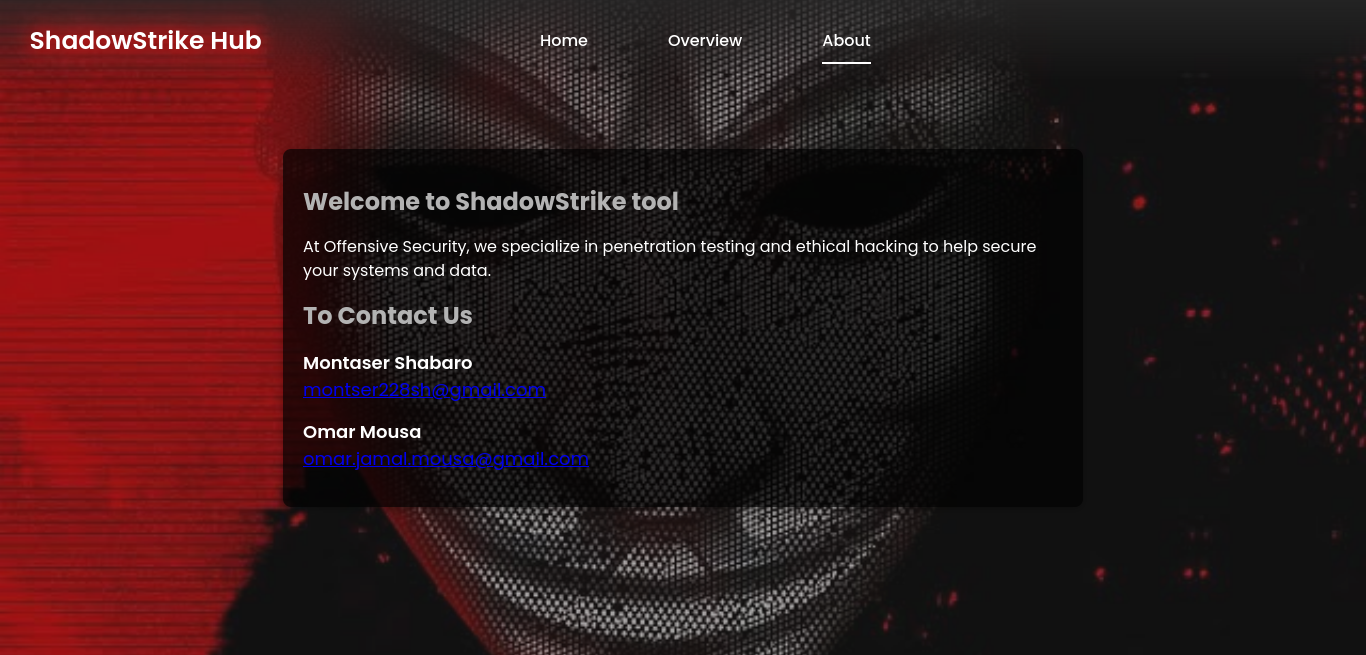 ShadowStrike Hub
Home
Overview
About
Welcome to ShadowStrike tool
At Offensive Security, we specialize in penetration testing and ethical hacking to help secure
your systems and data.
To Contact Us
Montaser Shabaro
montser228sh@gmail.com
Omar Mousa
omar.jamal.mousa@gmail.com